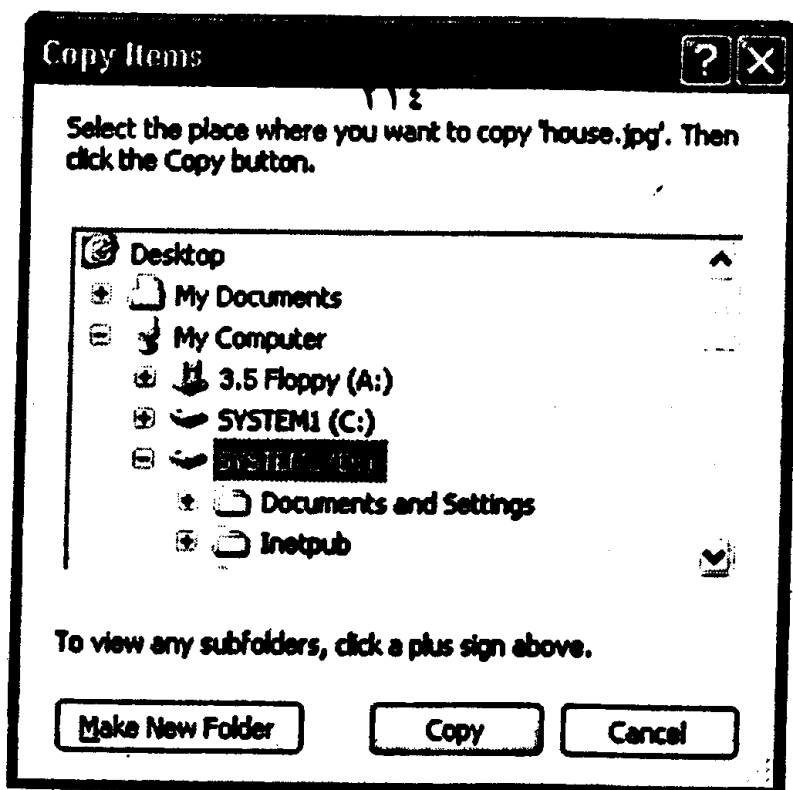 Copy Items
٢١٤
Select the place where you want to copy 'house.jpg'. Then
click the Copy button.
Desktop
My Documents
My Computer
3.5 Floppy (A:)
SYSTEM1 (C:)
Documents and Settings
Inetpub
To view any subfolders, click a plus sign above.
Make New Folder
Copy
Cancel